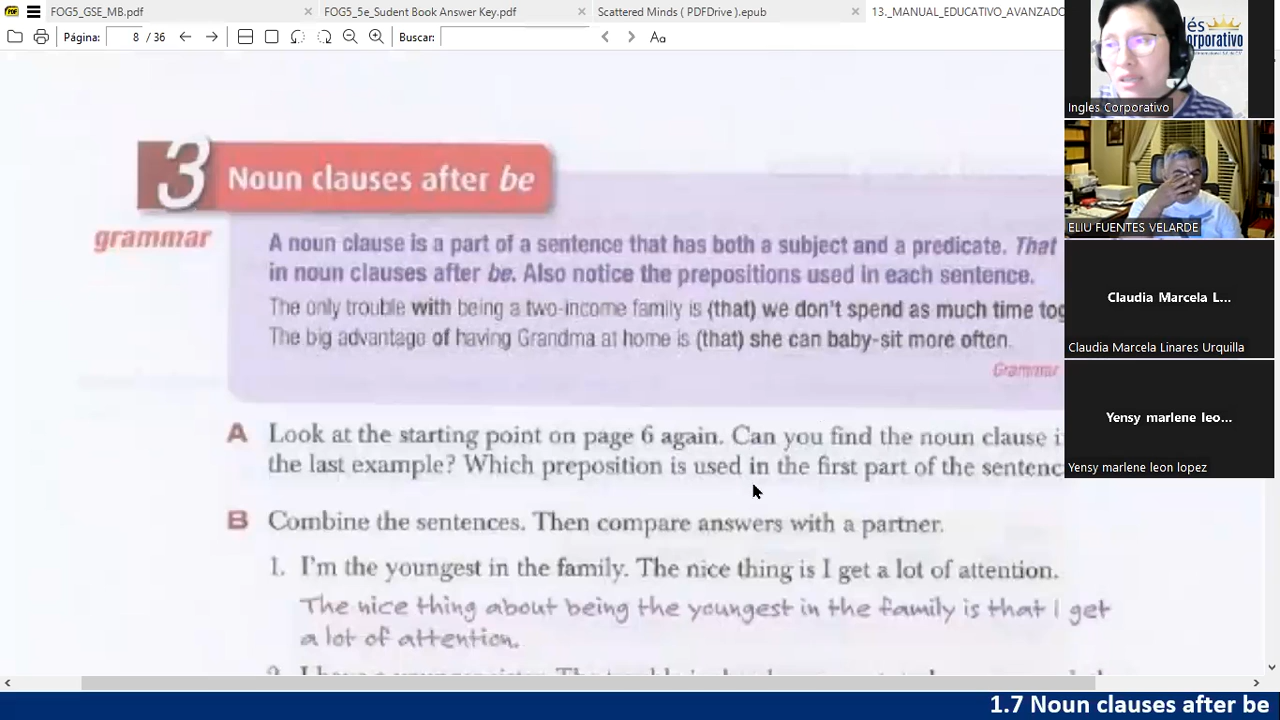 FOG5_GSE_MB.pdf
FOG5_5e_Sudent Book Answer Key.pdf
Scattered Minds ( PDFDrive ).epub
13._MANUAL_EDUCATIVO_AVANZADO
Página: 8 / 36 Buscar: Aa
3 Noun clauses after be
grammar
A noun clause is a part of a sentence that has both a subject and a predicate. That
in noun clauses after be. Also notice the prepositions used in each sentence.
The only trouble with being a two-income family is (that) we don't spend as much time tog
The big advantage of having Grandma at home is (that) she can baby-sit more often.
Grammar
A Look at the starting point on page 6 again. Can you find the noun clause i
the last example? Which preposition is used in the first part of the sentenc
B Combine the sentences. Then compare answers with a partner.
1. I'm the youngest in the family. The nice thing is I get a lot of attention.
The nice thing about being the youngest in the family is that I get
a lot of attention.
lés
orporativo
Ingles Corporativo
ELIU FUENTES VELARDE
Claudia Marcela L...
Claudia Marcela Linares Urquilla
Yensy marlene leo...
Yensy marlene leon lopez
1.7 Noun clauses after be